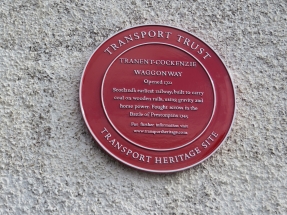 TRANSPORT TRUST
TRANENT-COCKENZIE
WAGGONWAY
Opened 1722
Scotland's earliest railway, built to carry
coal on wooden rails, using gravity and
horse power. Fought across in the
Battle of Prestonpans 1745
For further information visit
www.transportheritage.com
TRANSPORT HERITAGE SITE